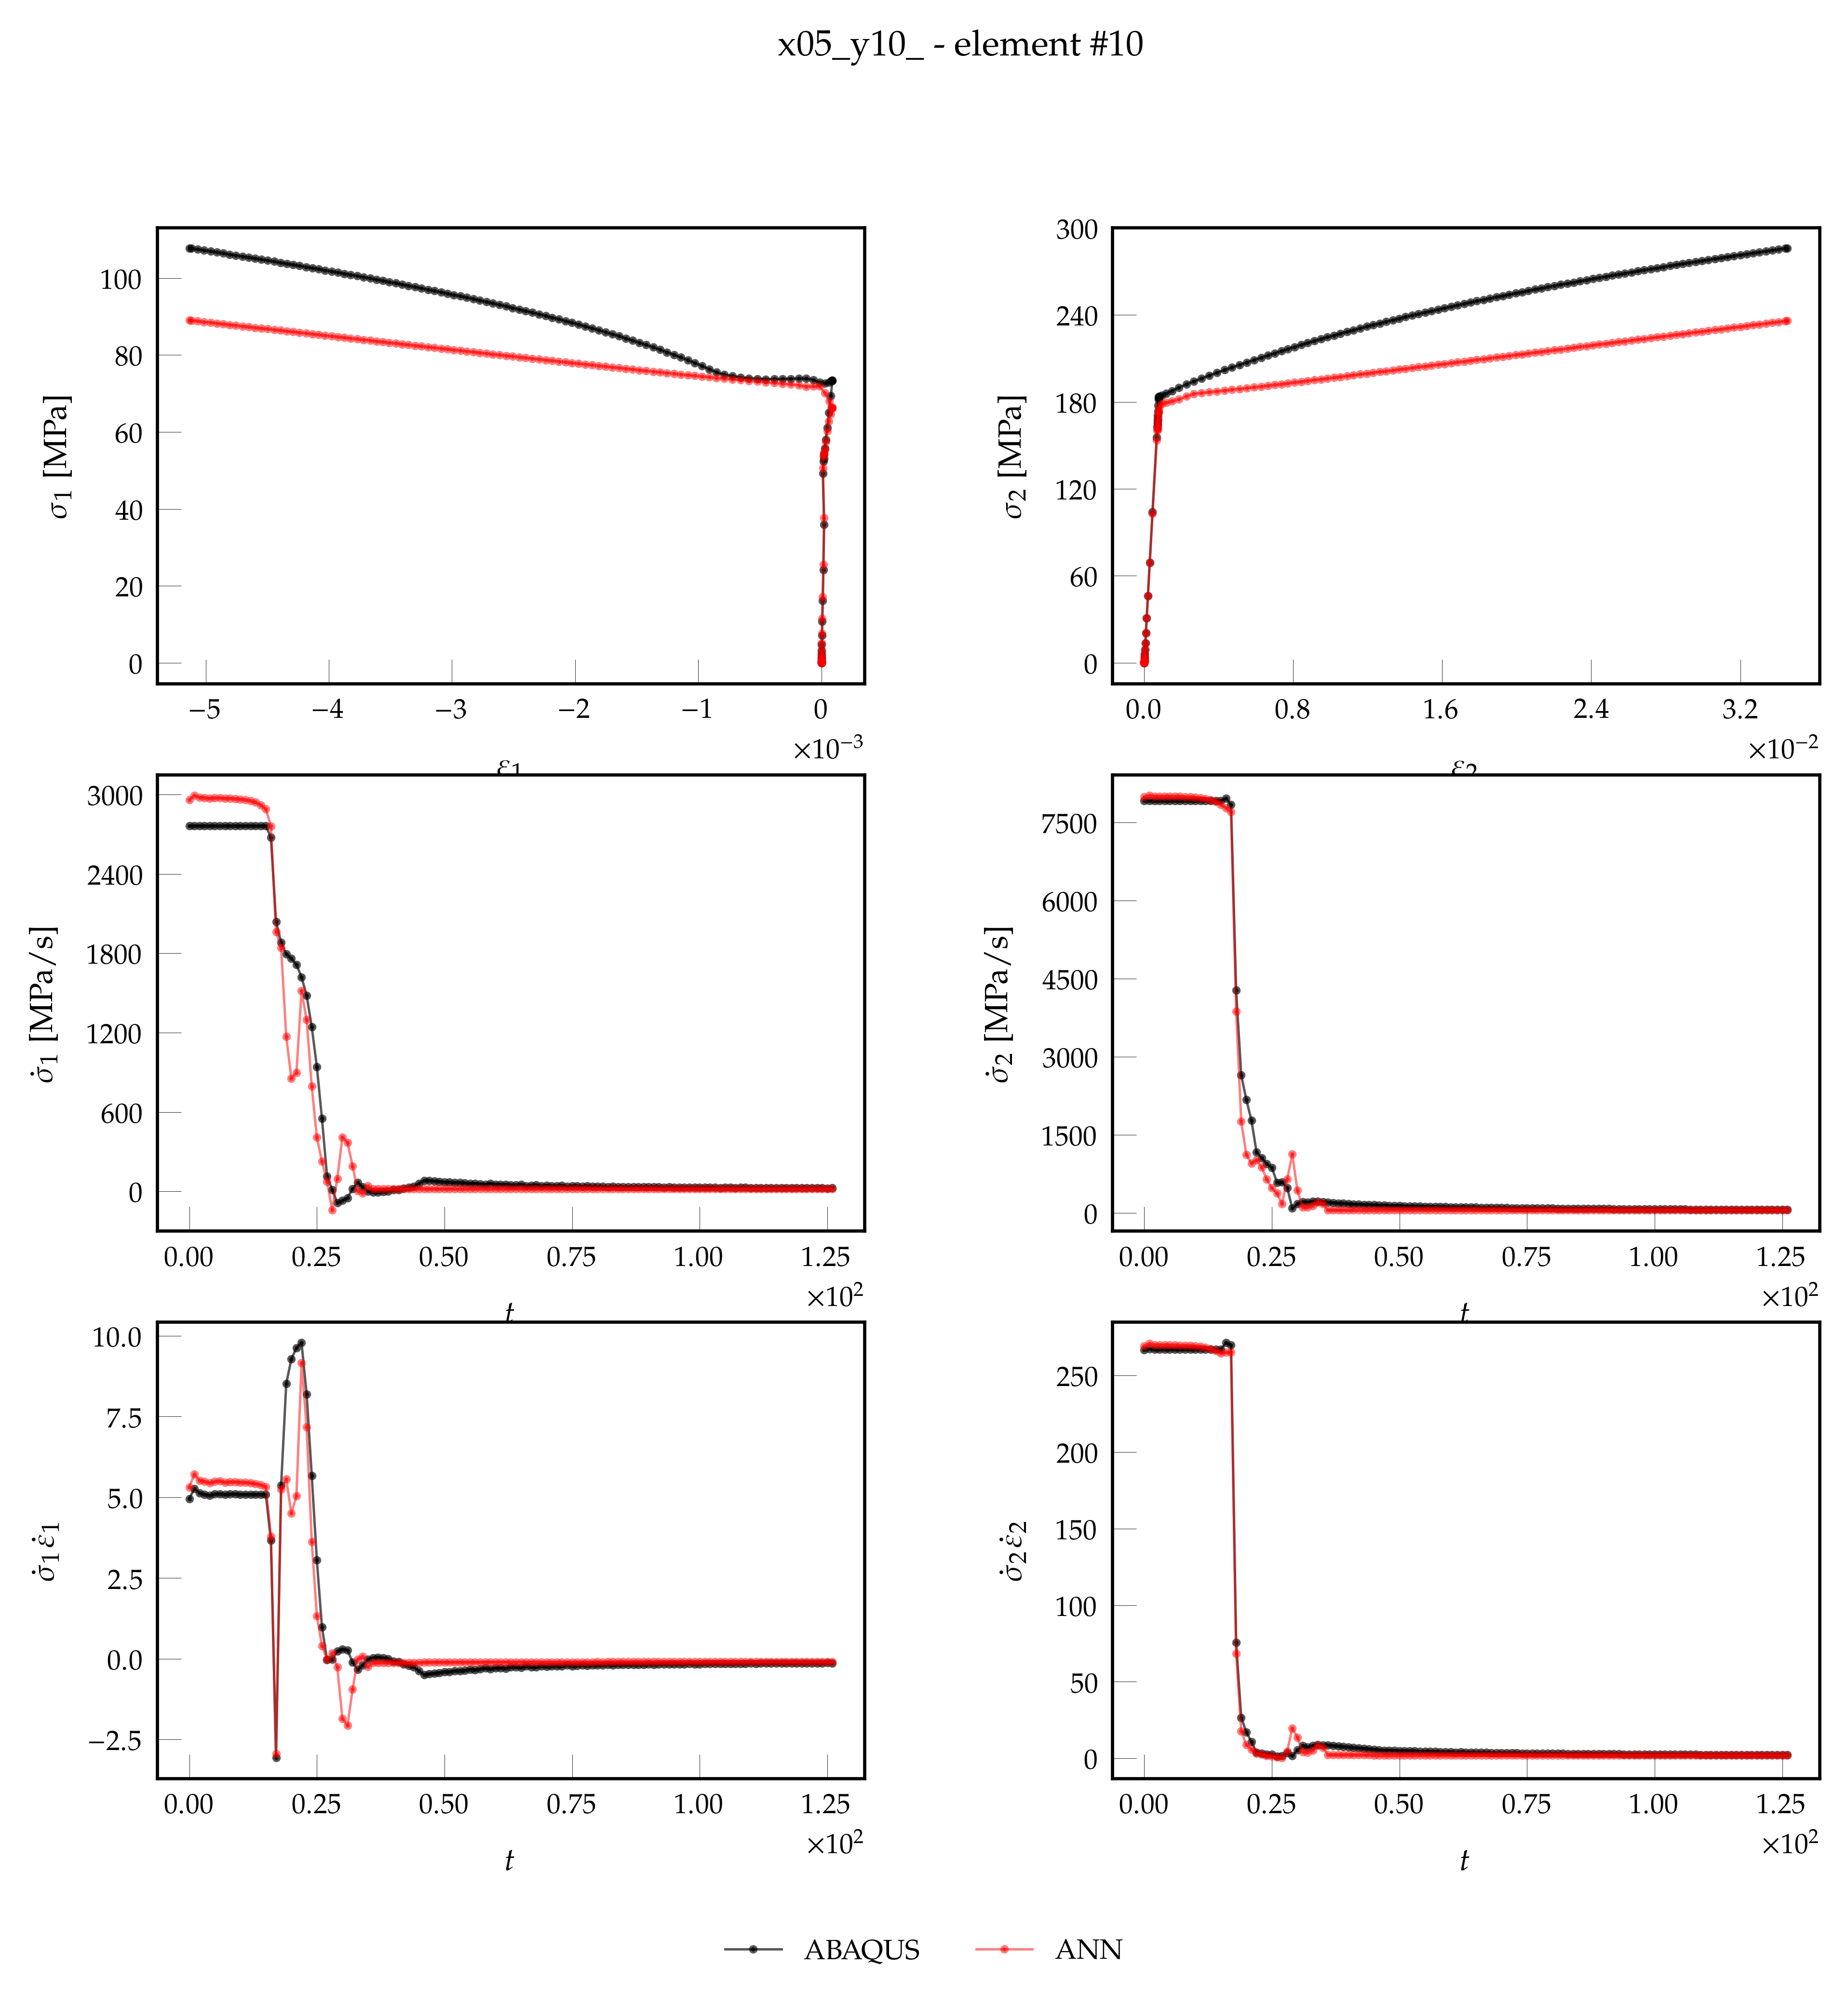 x05_y10_ - element #10
σ₁ [MPa]
100
80
60
40
20
0
−5 −4 −3 −2 −1 0
×10⁻³
ε₁
σ₂ [MPa]
300
240
180
120
60
0
0.0 0.8 1.6 2.4 3.2
×10⁻²
ε₂
σ̇₁ [MPa/s]
3000
2400
1800
1200
600
0
0.00 0.25 0.50 0.75 1.00 1.25
×10²
t
σ̇₂ [MPa/s]
7500
6000
4500
3000
1500
0
0.00 0.25 0.50 0.75 1.00 1.25
×10²
t
σ̇₁ε̇₁
10.0
7.5
5.0
2.5
0.0
−2.5
0.00 0.25 0.50 0.75 1.00 1.25
×10²
t
σ̇₂ε̇₂
250
200
150
100
50
0
0.00 0.25 0.50 0.75 1.00 1.25
×10²
t
ABAQUS ANN